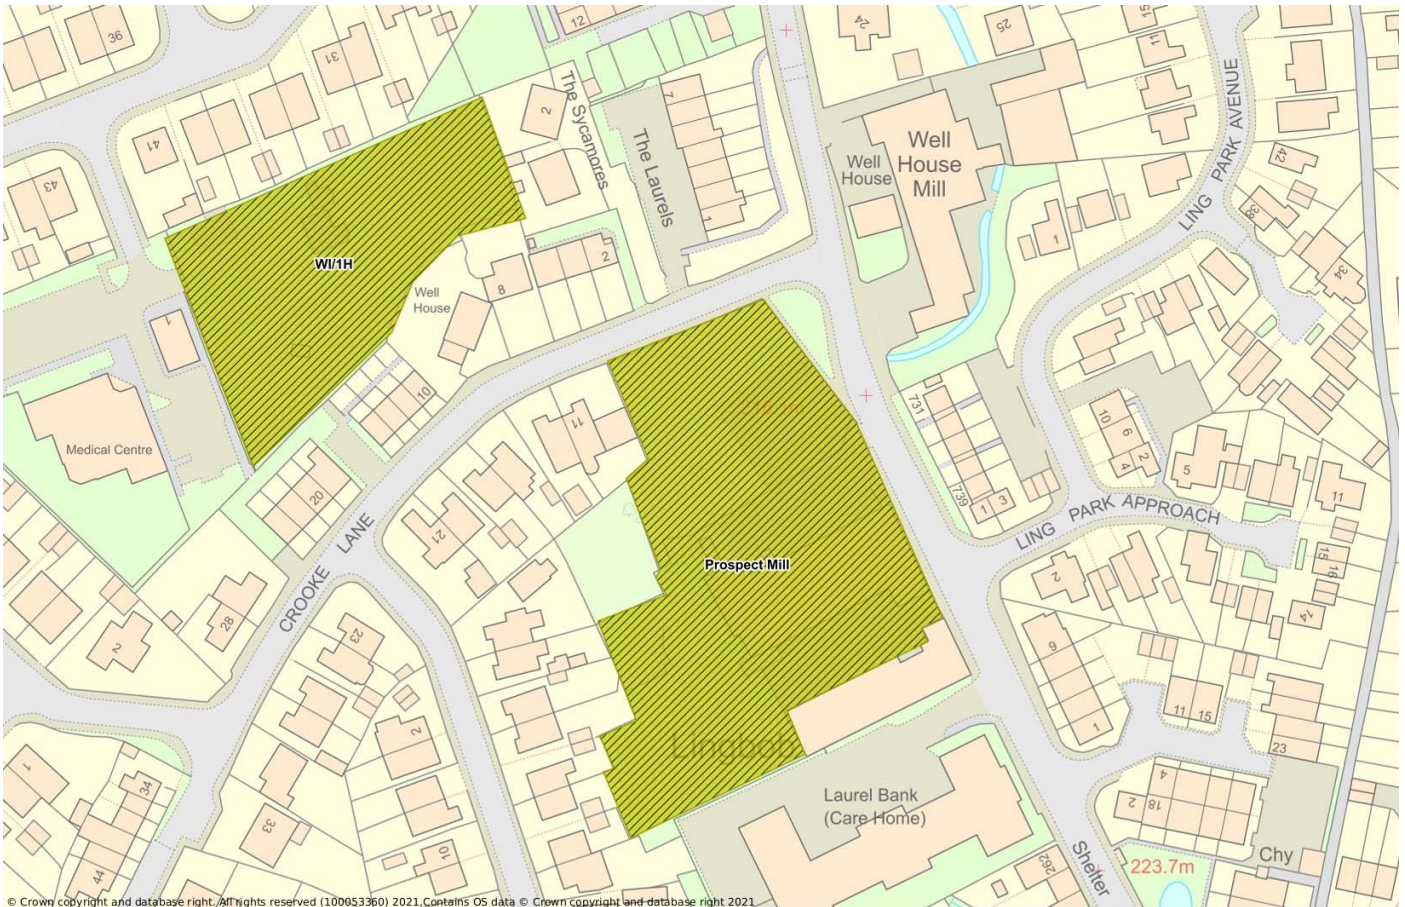 36
31
12
24
25
15
11
41
43
2
The Sycamores
7
The Laurels
1
Well
House
Well
House
Mill
LING PARK AVENUE
42
38
34
1
WI/1H
8
2
Well
House
1
10
Medical Centre
20
CROOKE LANE
11
21
731
739
1
3
10
6
4
2
5
11
LING PARK APPROACH
15
16
14
2
Prospect Mill
28
2
23
2
9
1
11
15
23
Lingbob
Laurel Bank
(Care Home)
4
18
2
1
34
33
10
44
262
Shelter
223.7m
Chy
© Crown copyright and database right. All rights reserved (100053360) 2021,Contains OS data © Crown copyright and database right 2021